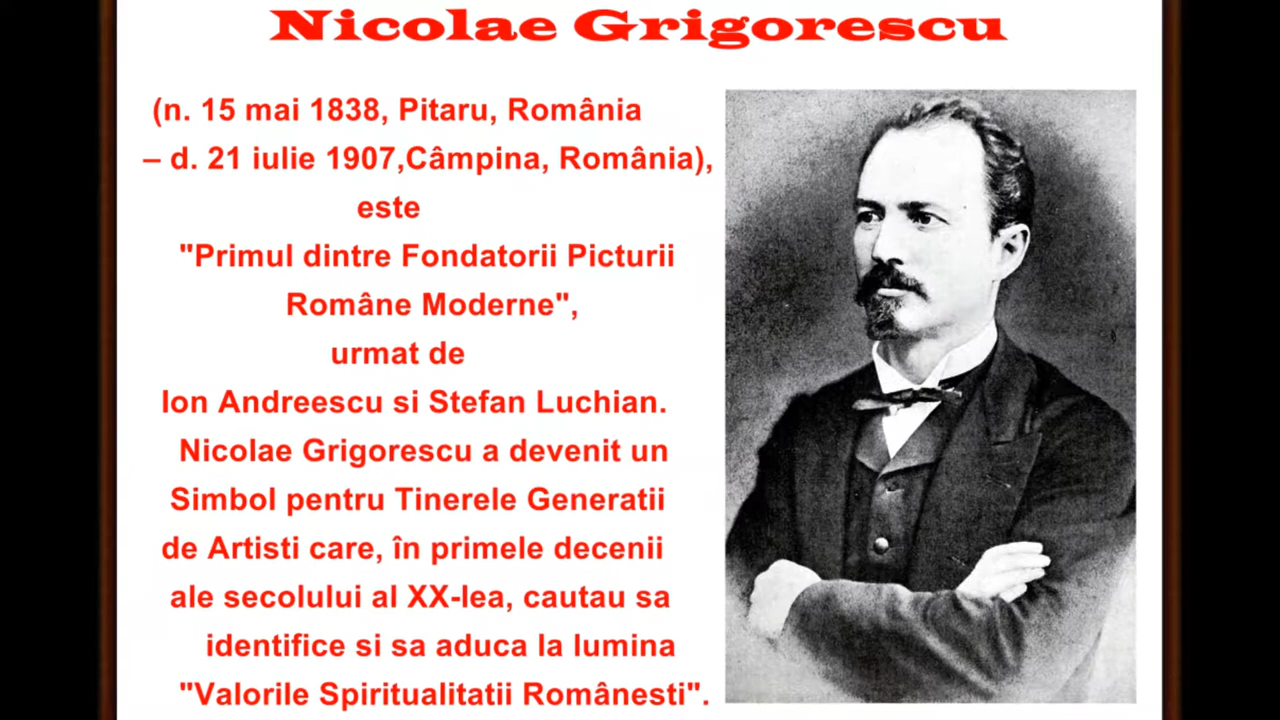 Nicolae Grigorescu
(n. 15 mai 1838, Pitaru, România
– d. 21 iulie 1907,Câmpina, România),
este
"Primul dintre Fondatorii Picturii
Române Moderne",
urmat de
Ion Andreescu si Stefan Luchian.
Nicolae Grigorescu a devenit un
Simbol pentru Tinerele Generatii
de Artisti care, în primele decenii
ale secolului al XX-lea, cautau sa
identifice si sa aduca la lumina
"Valorile Spiritualitatii Românesti".